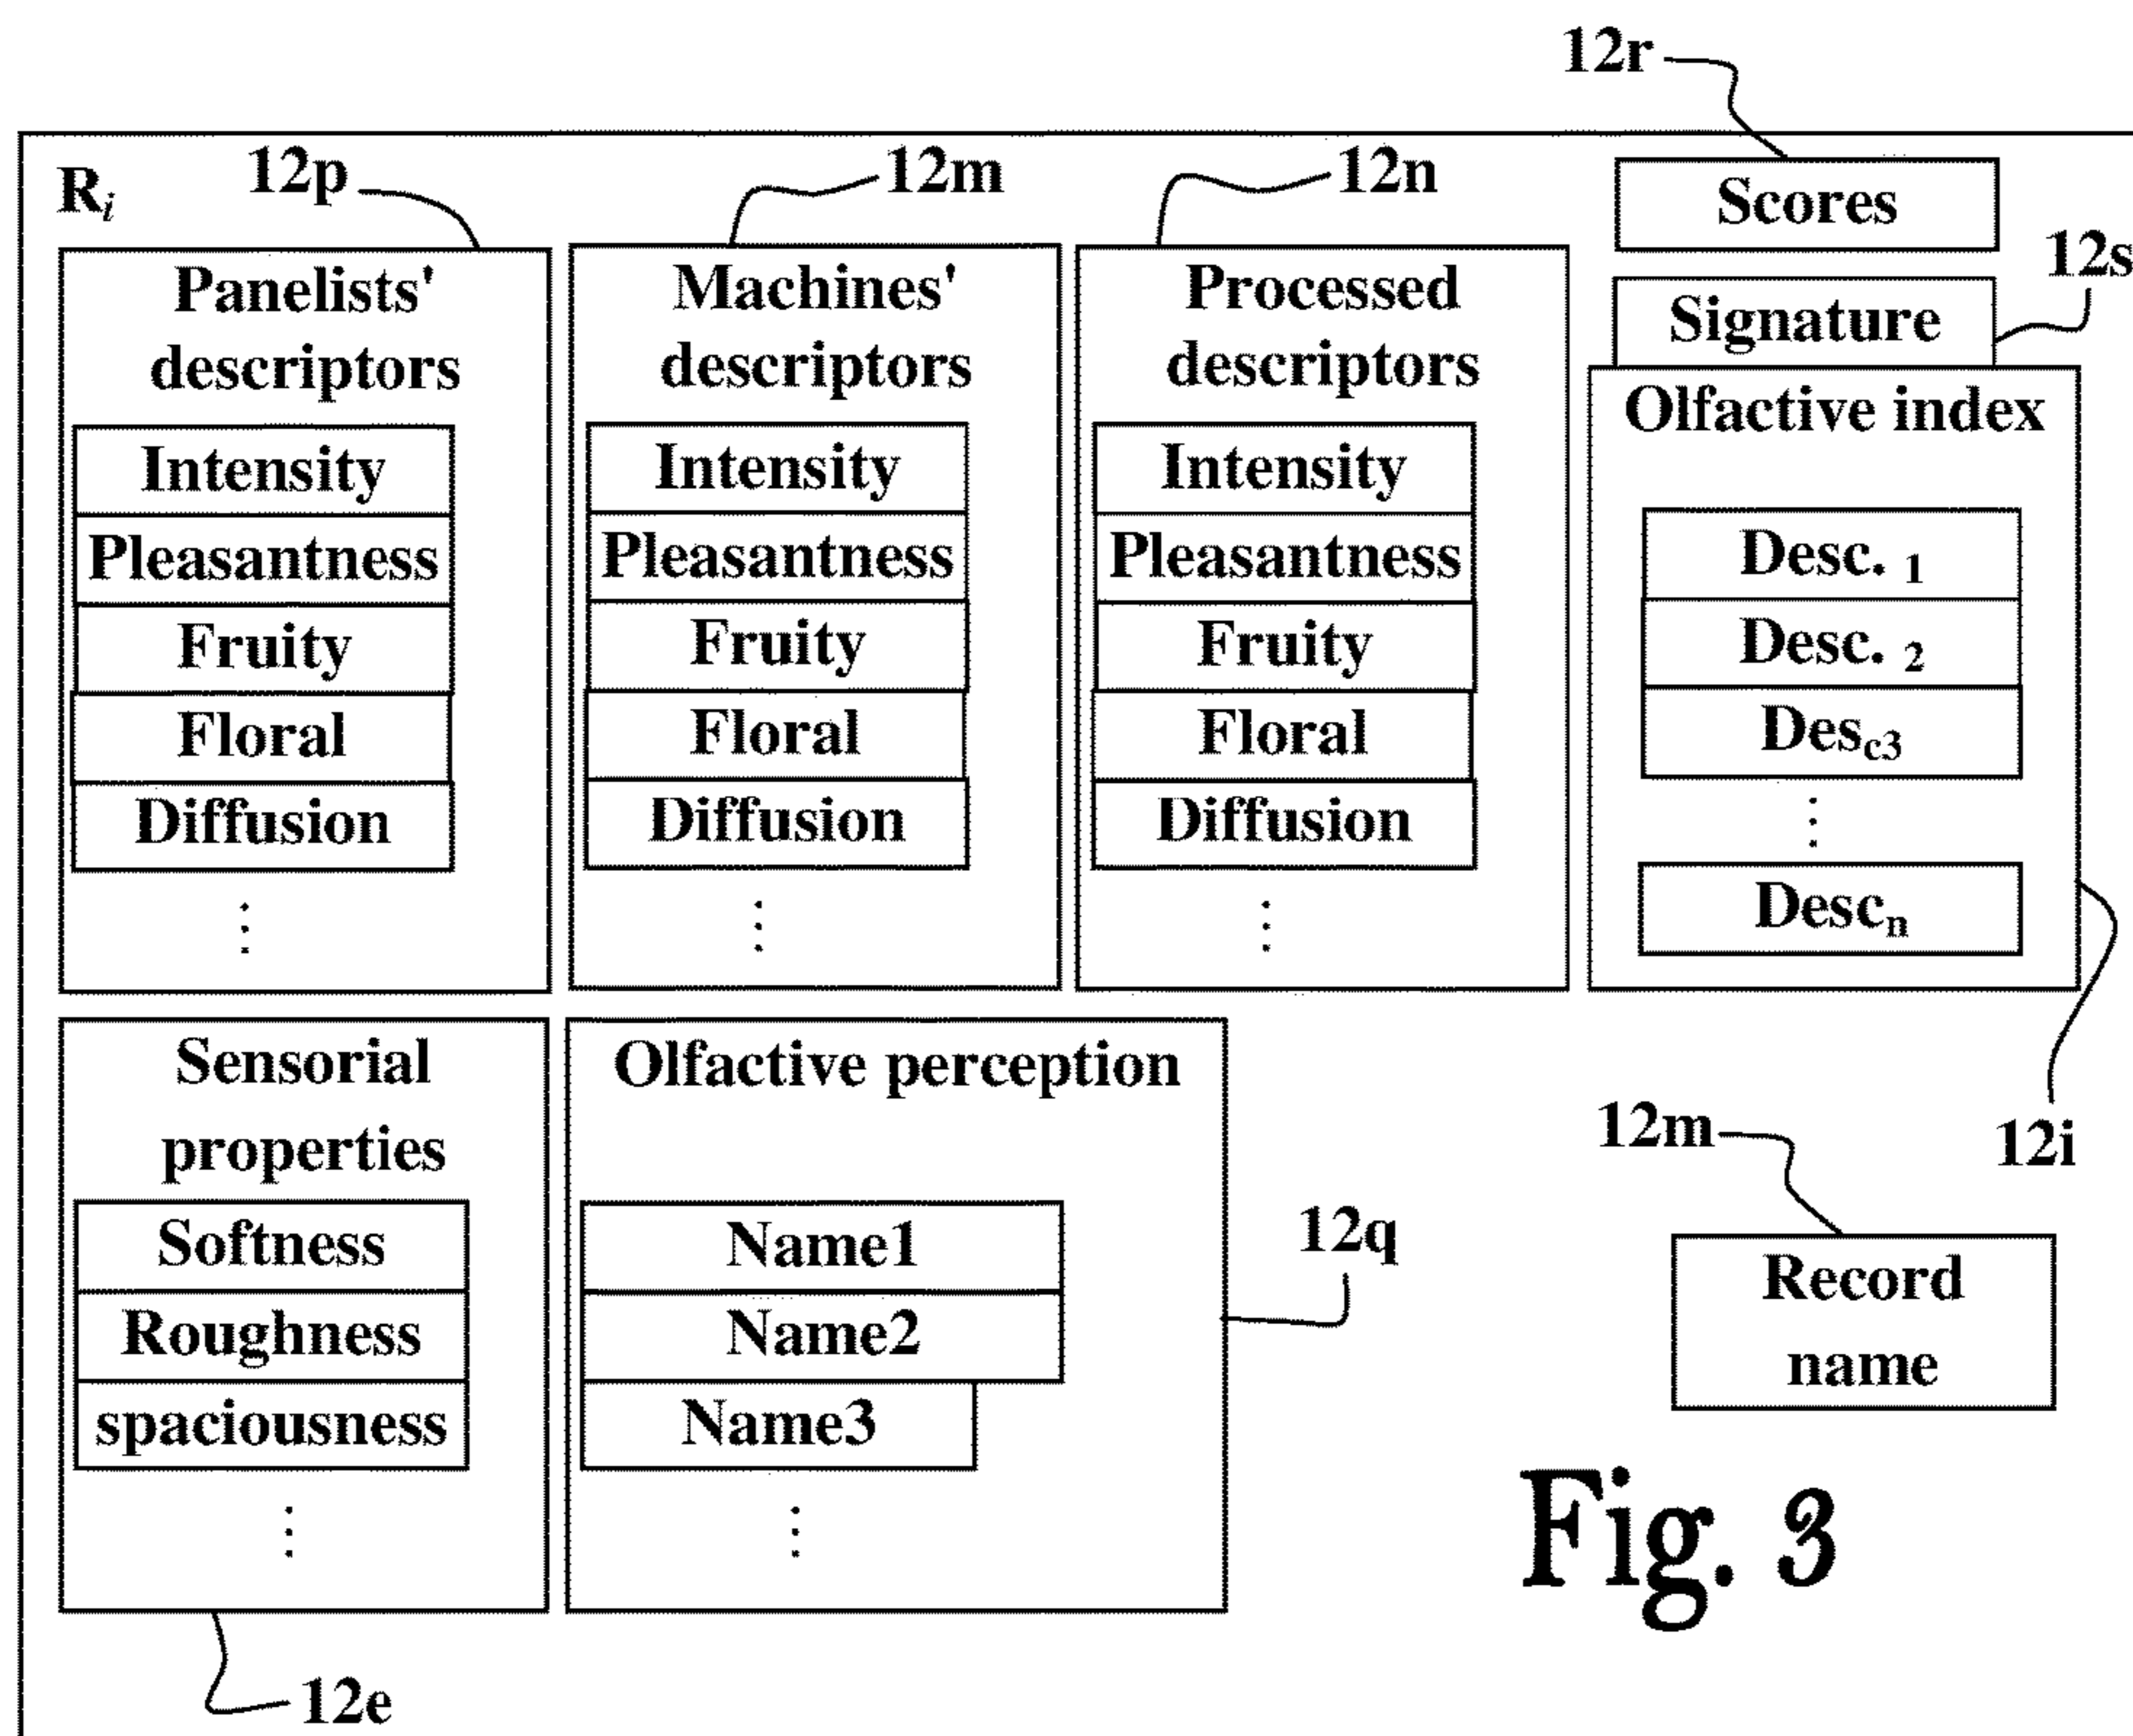 12r
R_i
12p
12m
12n
Scores
12s
Signature
Panelists'
descriptors
Intensity
Pleasantness
Fruity
Floral
Diffusion
⋮
Machines'
descriptors
Intensity
Pleasantness
Fruity
Floral
Diffusion
⋮
Processed
descriptors
Intensity
Pleasantness
Fruity
Floral
Diffusion
⋮
Olfactive index
Desc. 1
Desc. 2
Desc3
⋮
Descn
12i
Sensorial
properties
Softness
Roughness
spaciousness
⋮
12e
Olfactive perception
Name1
Name2
Name3
⋮
12q
12m
Record
name
Fig. 3